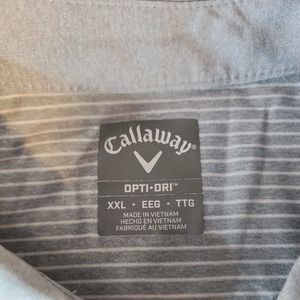 Callaway
OPTI•DRI™
XXL • EEG • TTG
MADE IN VIETNAM
HECHO EN VIETNAM
FABRIQUÉ AU VIETNAM